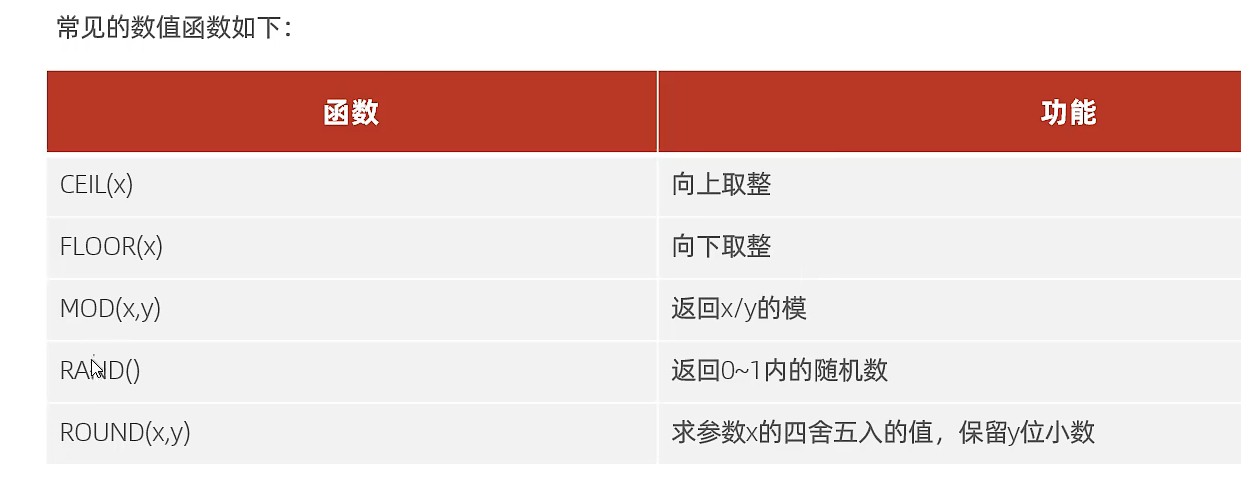 常见的数值函数如下：
函数 功能
CEIL(x) 向上取整
FLOOR(x) 向下取整
MOD(x,y) 返回x/y的模
RAND() 返回0~1内的随机数
ROUND(x,y) 求参数x的四舍五入的值，保留y位小数